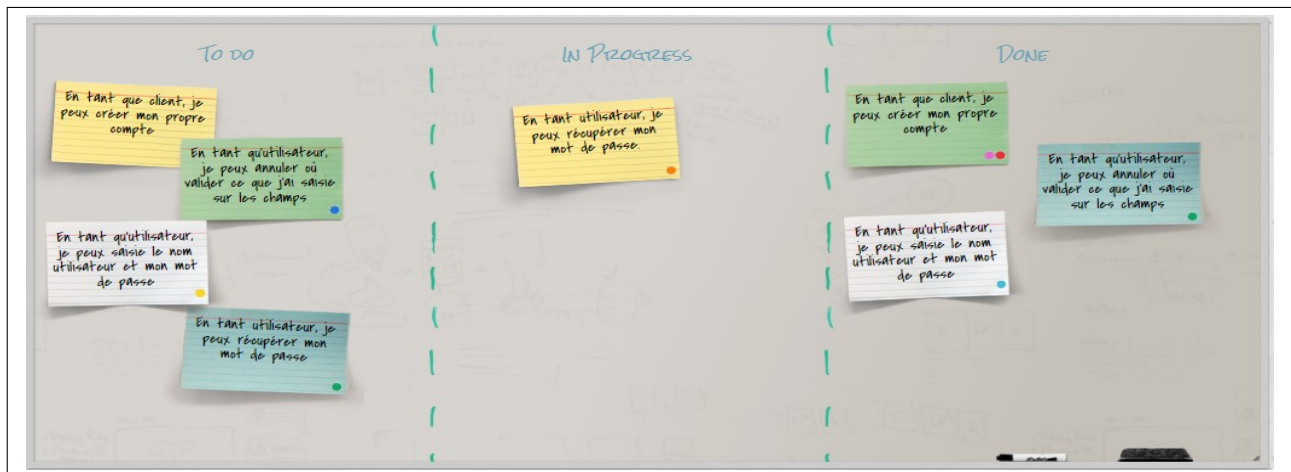 To do
In Progress
Done
En tant que client, je
peux créer mon propre
compte
En tant qu'utilisateur,
je peux annuler où
valider ce que j'ai saisie
sur les champs
En tant qu'utilisateur,
je peux saisie le nom
utilisateur et mon mot
de passe
En tant utilisateur, je
peux récupérer mon
mot de passe
En tant utilisateur, je
peux récupérer mon
mot de passe.
En tant que client, je
peux créer mon propre
compte
En tant qu'utilisateur,
je peux annuler où
valider ce que j'ai saisie
sur les champs
En tant qu'utilisateur,
je peux saisie le nom
utilisateur et mon mot
de passe